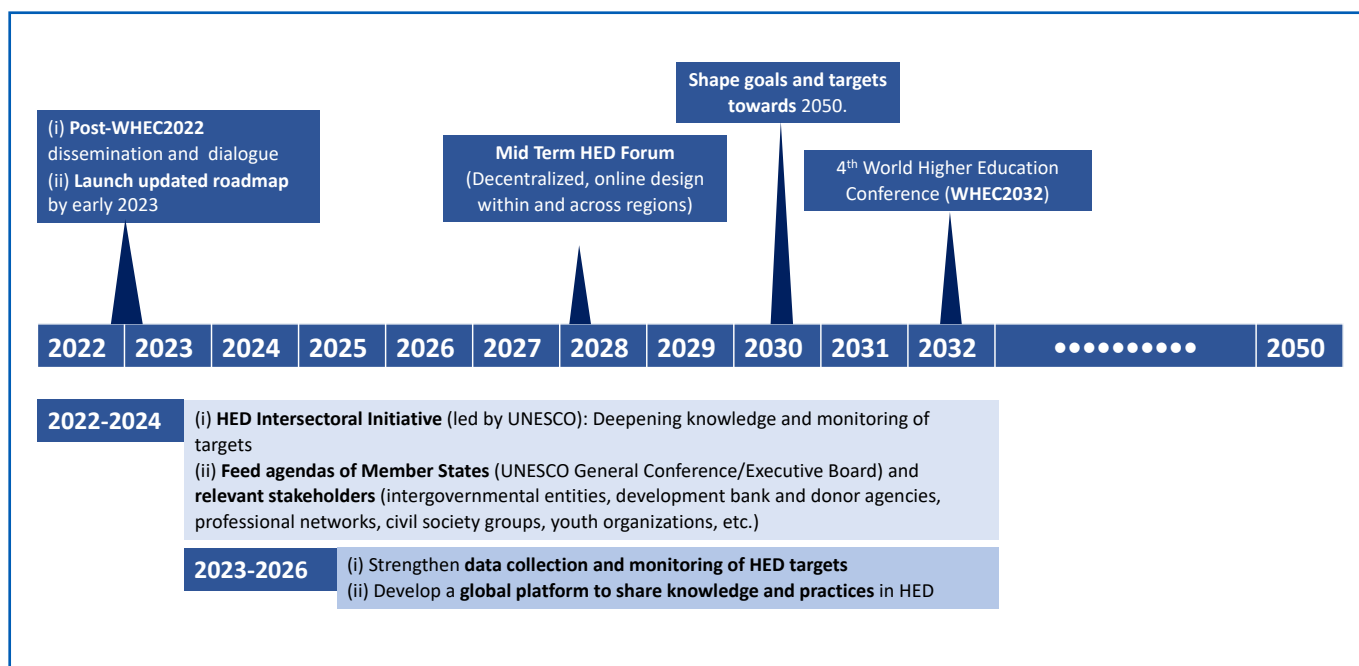 Shape goals and targets
towards 2050.
(i) Post-WHEC2022
dissemination and dialogue
(ii) Launch updated roadmap
by early 2023
Mid Term HED Forum
(Decentralized, online design
within and across regions)
4th World Higher Education
Conference (WHEC2032)
2022 2023 2024 2025 2026 2027 2028 2029 2030 2031 2032 •••••••••• 2050
2022-2024
(i) HED Intersectoral Initiative (led by UNESCO): Deepening knowledge and monitoring of
targets
(ii) Feed agendas of Member States (UNESCO General Conference/Executive Board) and
relevant stakeholders (intergovernmental entities, development bank and donor agencies,
professional networks, civil society groups, youth organizations, etc.)
2023-2026
(i) Strengthen data collection and monitoring of HED targets
(ii) Develop a global platform to share knowledge and practices in HED